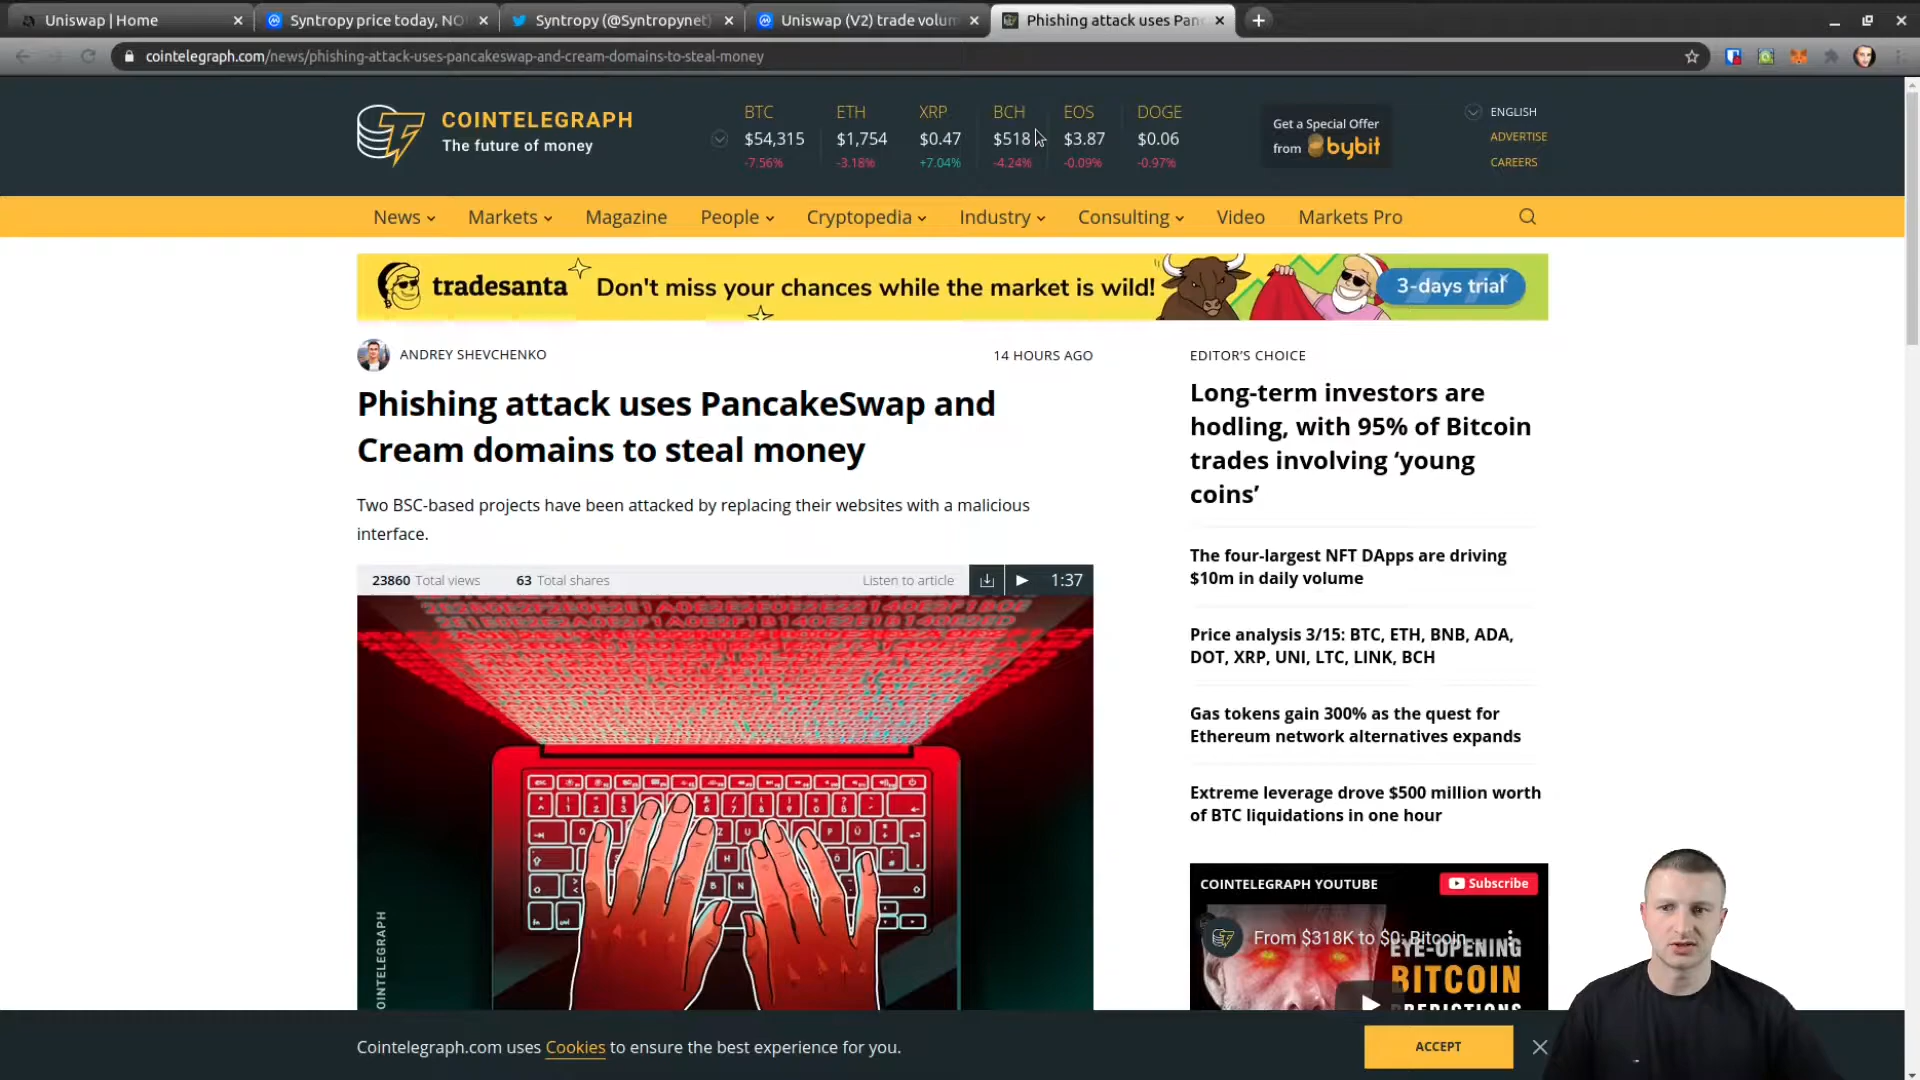 Uniswap | Home
Syntropy price today, NO
Syntropy (@Syntropynet)
Uniswap (V2) trade volum
Phishing attack uses Pan
cointelegraph.com/news/phishing-attack-uses-pancakeswap-and-cream-domains-to-steal-money
COINTELEGRAPH
The future of money
BTC ETH XRP BCH EOS DOGE
$54,315 $1,754 $0.47 $518 $3.87 $0.06
-7.56% -3.18% +7.04% -4.24% -0.09% -0.97%
Get a Special Offer
from bybit
ENGLISH
ADVERTISE
CAREERS
News Markets Magazine People Cryptopedia Industry Consulting Video Markets Pro
tradesanta Don't miss your chances while the market is wild! 3-days trial
ANDREY SHEVCHENKO
14 HOURS AGO
Phishing attack uses PancakeSwap and
Cream domains to steal money
Two BSC-based projects have been attacked by replacing their websites with a malicious
interface.
23860 Total views 63 Total shares Listen to article 1:37
COINTELEGRAPH
EDITOR'S CHOICE
Long-term investors are
hodling, with 95% of Bitcoin
trades involving ‘young
coins’
The four-largest NFT DApps are driving
$10m in daily volume
Price analysis 3/15: BTC, ETH, BNB, ADA,
DOT, XRP, UNI, LTC, LINK, BCH
Gas tokens gain 300% as the quest for
Ethereum network alternatives expands
Extreme leverage drove $500 million worth
of BTC liquidations in one hour
COINTELEGRAPH YOUTUBE
Subscribe
From $318K to $0: Bitcoin...
EYE-OPENING
BITCOIN
PREDICTIONS
Cointelegraph.com uses Cookies to ensure the best experience for you.
ACCEPT